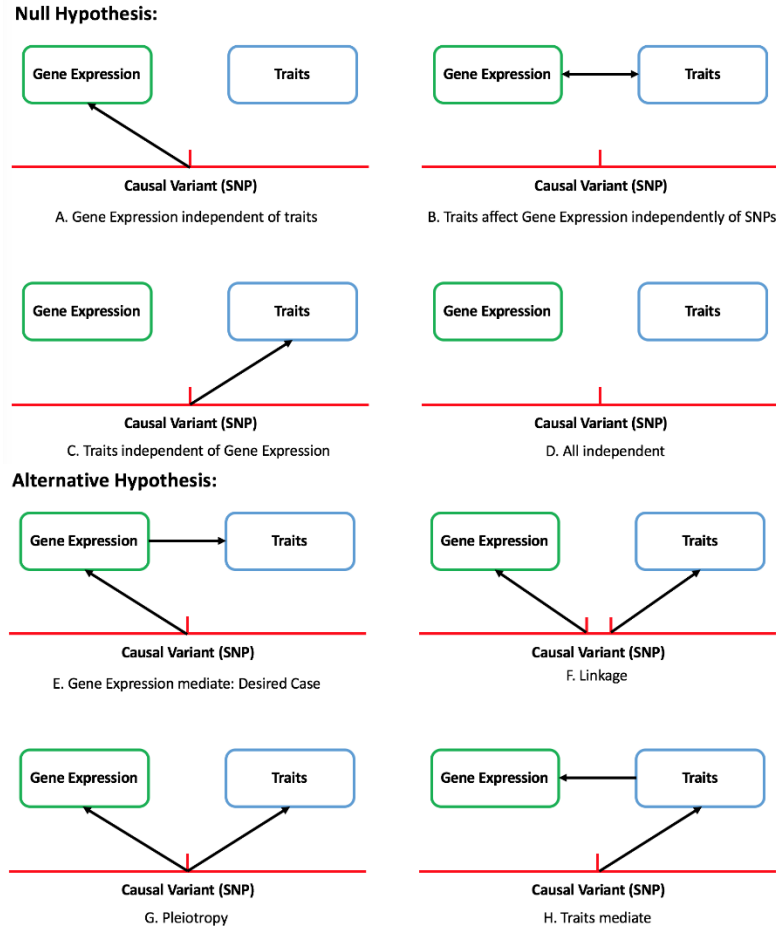 Null Hypothesis:
Gene Expression
Traits
Causal Variant (SNP)
A. Gene Expression independent of traits
Gene Expression
Traits
Causal Variant (SNP)
B. Traits affect Gene Expression independently of SNPs
Gene Expression
Traits
Causal Variant (SNP)
C. Traits independent of Gene Expression
Gene Expression
Traits
Causal Variant (SNP)
D. All independent
Alternative Hypothesis:
Gene Expression
Traits
Causal Variant (SNP)
E. Gene Expression mediate: Desired Case
Gene Expression
Traits
Causal Variant (SNP)
F. Linkage
Gene Expression
Traits
Causal Variant (SNP)
G. Pleiotropy
Gene Expression
Traits
Causal Variant (SNP)
H. Traits mediate